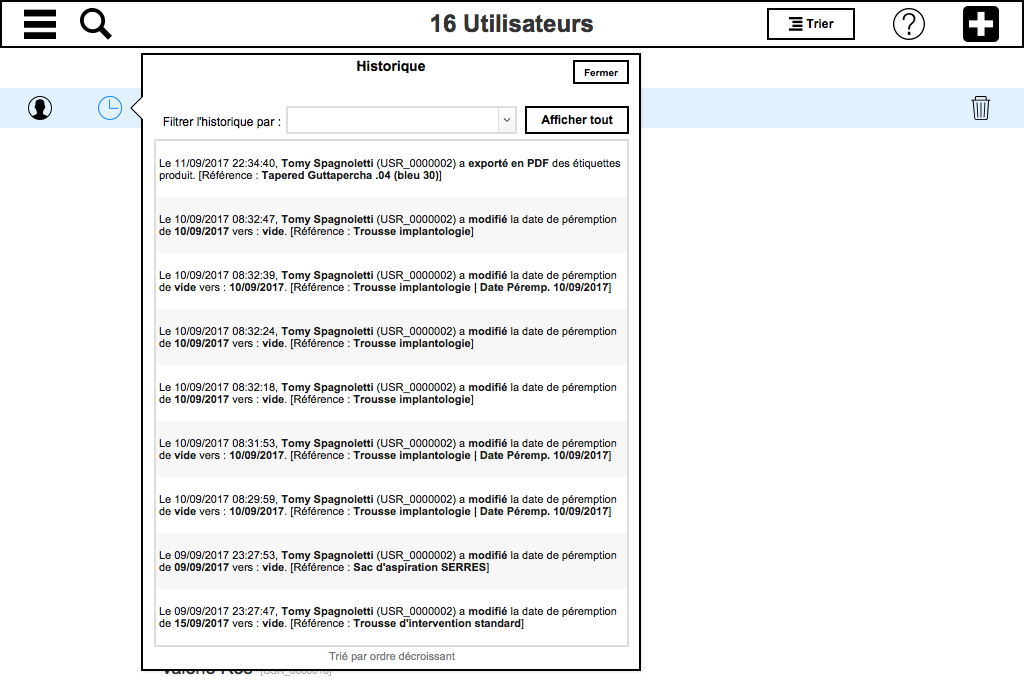 16 Utilisateurs
Trier
?
Historique
Fermer
Filtrer l'historique par :
Afficher tout
Le 11/09/2017 22:34:40, Tomy Spagnoletti (USR_0000002) a exporté en PDF des étiquettes
produit. [Référence : Tapered Guttapercha .04 (bleu 30)]
Le 10/09/2017 08:32:47, Tomy Spagnoletti (USR_0000002) a modifié la date de péremption
de 10/09/2017 vers : vide. [Référence : Trousse implantologie]
Le 10/09/2017 08:32:39, Tomy Spagnoletti (USR_0000002) a modifié la date de péremption
de vide vers : 10/09/2017. [Référence : Trousse implantologie | Date Péremp. 10/09/2017]
Le 10/09/2017 08:32:24, Tomy Spagnoletti (USR_0000002) a modifié la date de péremption
de 10/09/2017 vers : vide. [Référence : Trousse implantologie]
Le 10/09/2017 08:32:18, Tomy Spagnoletti (USR_0000002) a modifié la date de péremption
de 10/09/2017 vers : vide. [Référence : Trousse implantologie]
Le 10/09/2017 08:31:53, Tomy Spagnoletti (USR_0000002) a modifié la date de péremption
de vide vers : 10/09/2017. [Référence : Trousse implantologie | Date Péremp. 10/09/2017]
Le 10/09/2017 08:29:59, Tomy Spagnoletti (USR_0000002) a modifié la date de péremption
de vide vers : 10/09/2017. [Référence : Trousse implantologie | Date Péremp. 10/09/2017]
Le 09/09/2017 23:27:53, Tomy Spagnoletti (USR_0000002) a modifié la date de péremption
de 09/09/2017 vers : vide. [Référence : Sac d'aspiration SERRES]
Le 09/09/2017 23:27:47, Tomy Spagnoletti (USR_0000002) a modifié la date de péremption
de 15/09/2017 vers : vide. [Référence : Trousse d'intervention standard]
Trié par ordre décroissant